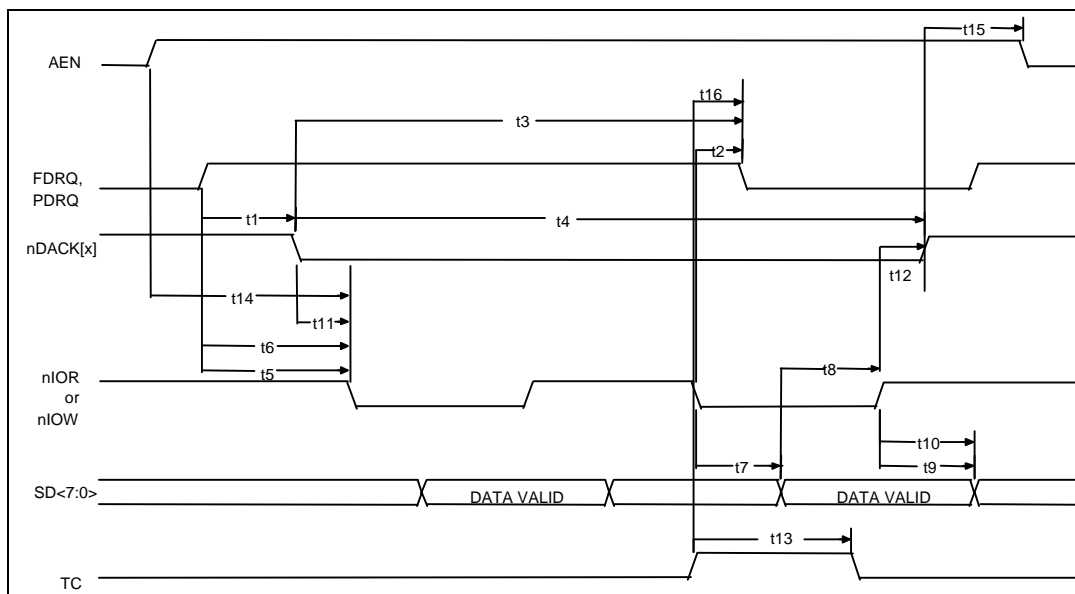 t15
AEN
t16
t3
t2
FDRQ,
PDRQ
t1
t4
nDACK[x]
t12
t14
t11
t6
t5
t8
nIOR
or
nIOW
t10
t7
t9
SD<7:0>
DATA VALID
DATA VALID
t13
TC